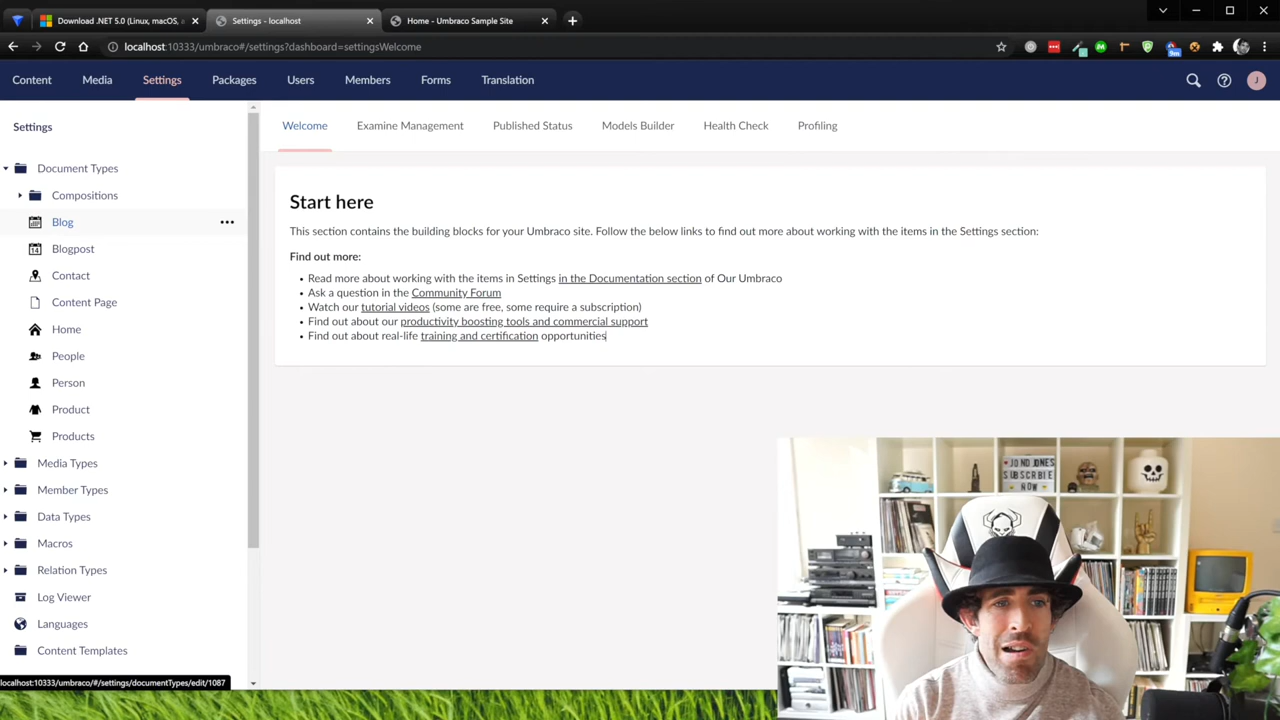 Download .NET 5.0 (Linux, macOS, a
Settings - localhost
Home - Umbraco Sample Site
localhost:10333/umbraco#/settings?dashboard=settingsWelcome
9m
Content
Media
Settings
Packages
Users
Members
Forms
Translation
J
Settings
Welcome
Examine Management
Published Status
Models Builder
Health Check
Profiling
Document Types
Compositions
Blog
Blogpost
Contact
Content Page
Home
People
Person
Product
Products
Media Types
Member Types
Data Types
Macros
Relation Types
Log Viewer
Languages
Content Templates
Start here
This section contains the building blocks for your Umbraco site. Follow the below links to find out more about working with the items in the Settings section:
Find out more:
• Read more about working with the items in Settings in the Documentation section of Our Umbraco
• Ask a question in the Community Forum
• Watch our tutorial videos (some are free, some require a subscription)
• Find out about our productivity boosting tools and commercial support
• Find out about real-life training and certification opportunities
JONDJONES
SUBSCRBIE
NOW
localhost:10333/umbraco/#/settings/documentTypes/edit/1087